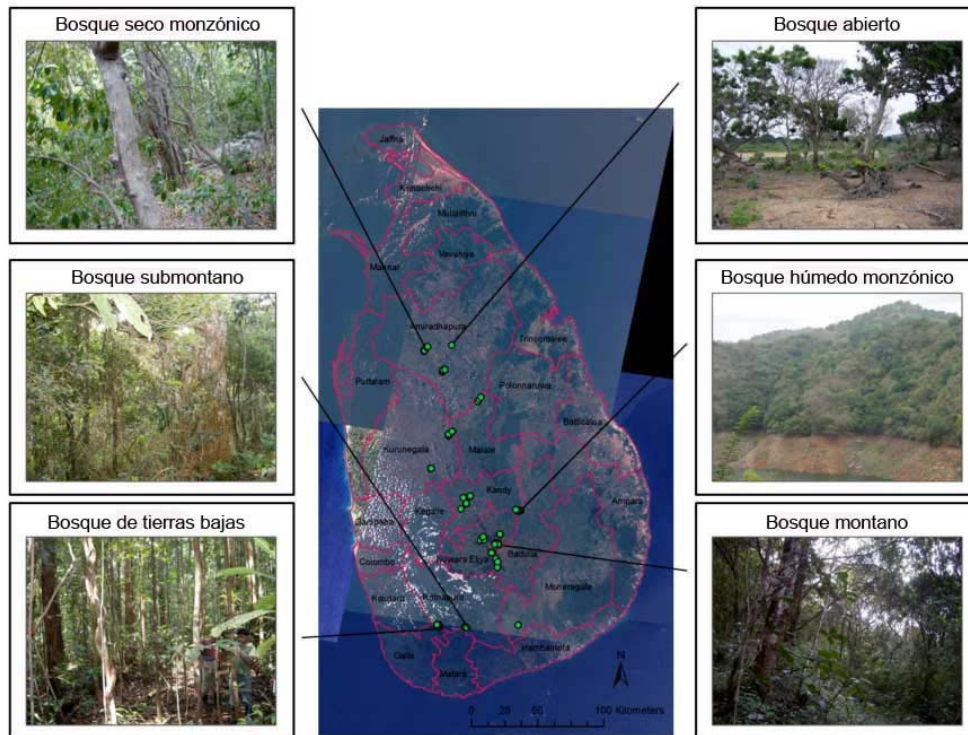 Bosque seco monzónico
Bosque abierto
Bosque submontano
Bosque húmedo monzónico
Bosque de tierras bajas
Bosque montano
Jaffna
Mullaitivu
Vavuniya
Mannar
Anuradhapura
Trincomalee
Puttalam
Polonnaruwa
Batticaloa
Kurunegala
Matale
Kandy
Ampara
Kegalle
Gampaha
Colombo
Nuwara Eliya
Badulla
Moneragala
Kalutara
Ratnapura
Galle
Matara
Hambantota
N
0 25 50 100 Kilometers